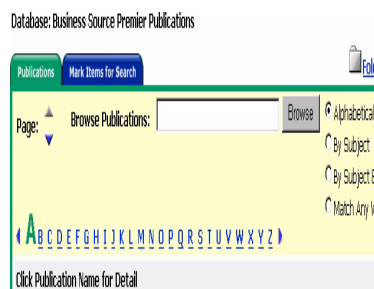 Database: Business Source Premier Publications
Publications Mark Items for Search
Page: Browse Publications: Browse Alphabetical
By Subject
By Subject
Match Any
A B C D E F G H I J K L M N O P Q R S T U V W X Y Z
Click Publication Name for Detail